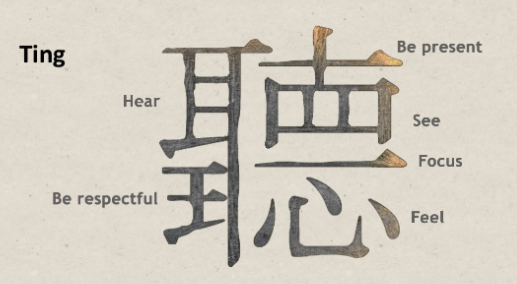 Ting
聽
Be present
Hear
See
Focus
Be respectful
Feel